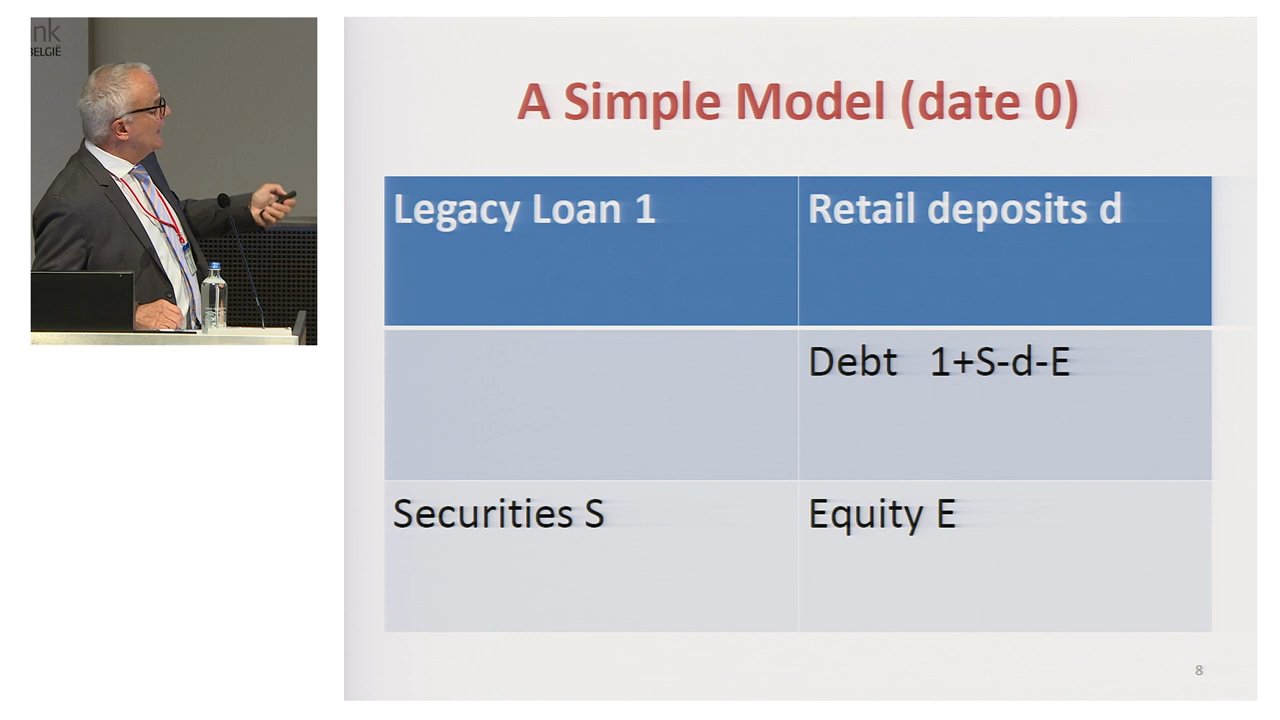 nk
BELGIË
A Simple Model (date 0)
Legacy Loan 1
Retail deposits d
Debt 1+S-d-E
Securities S
Equity E
8